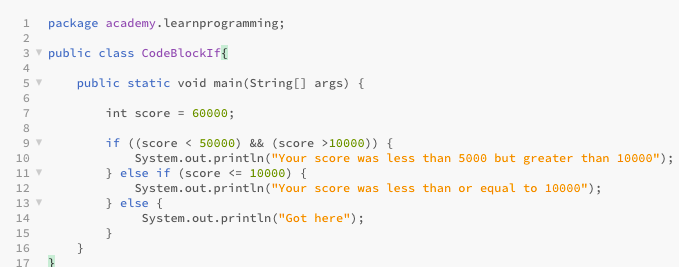 1 package academy.learnprogramming;
2
3 public class CodeBlockIf{
4
5     public static void main(String[] args) {
6
7         int score = 60000;
8
9         if ((score < 50000) && (score >10000)) {
10             System.out.println("Your score was less than 5000 but greater than 10000");
11         } else if (score <= 10000) {
12             System.out.println("Your score was less than or equal to 10000");
13         } else {
14              System.out.println("Got here");
15         }
16     }
17 }